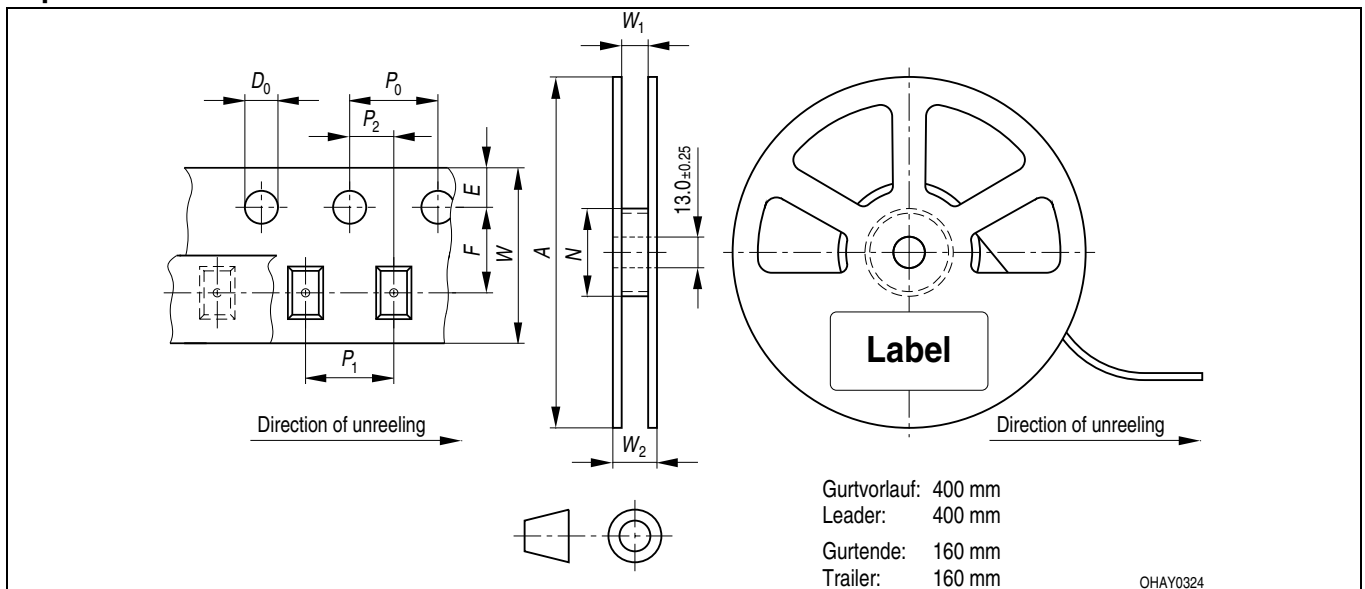 W₁
D₀
P₀
P₂
E
F
W
A
N
13.0±0.25
Label
P₁
Direction of unreeling
W₂
Direction of unreeling
Gurtvorlauf: 400 mm
Leader: 400 mm
Gurtende: 160 mm
Trailer: 160 mm
OHAY0324